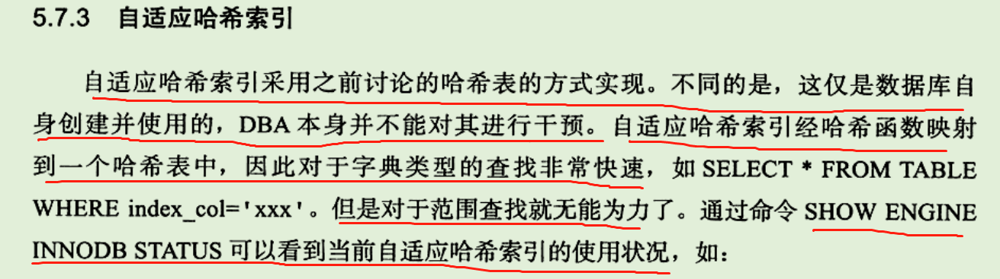 5.7.3 自适应哈希索引
自适应哈希索引采用之前讨论的哈希表的方式实现。不同的是，这仅是数据库自
身创建并使用的，DBA 本身并不能对其进行干预。自适应哈希索引经哈希函数映射
到一个哈希表中，因此对于字典类型的查找非常快速，如 SELECT * FROM TABLE
WHERE index_col='xxx'。但是对于范围查找就无能为力了。通过命令 SHOW ENGINE
INNODB STATUS 可以看到当前自适应哈希索引的使用状况，如：